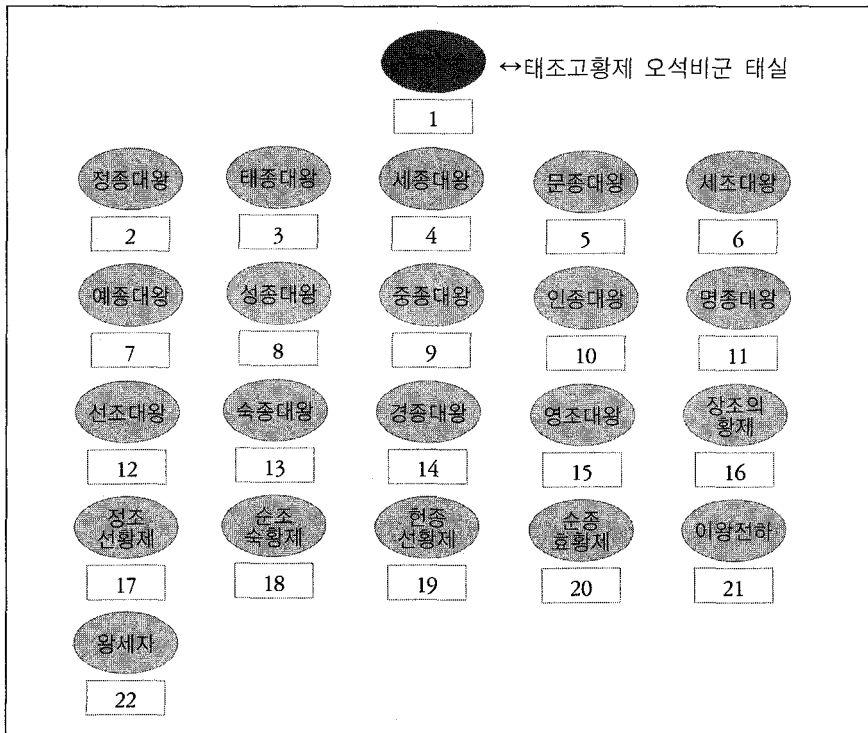 ↔태조고황제 오석비군 태실
1
정종대왕 태종대왕 세종대왕 문종대왕 세조대왕
2 3 4 5 6
예종대왕 성종대왕 중종대왕 인종대왕 명종대왕
7 8 9 10 11
선조대왕 숙종대왕 경종대왕 영조대왕 장조의
황제
12 13 14 15 16
정조
선황제 순조
숙황제 헌종
선황제 순종
효황제 이왕전하
17 18 19 20 21
왕세자
22